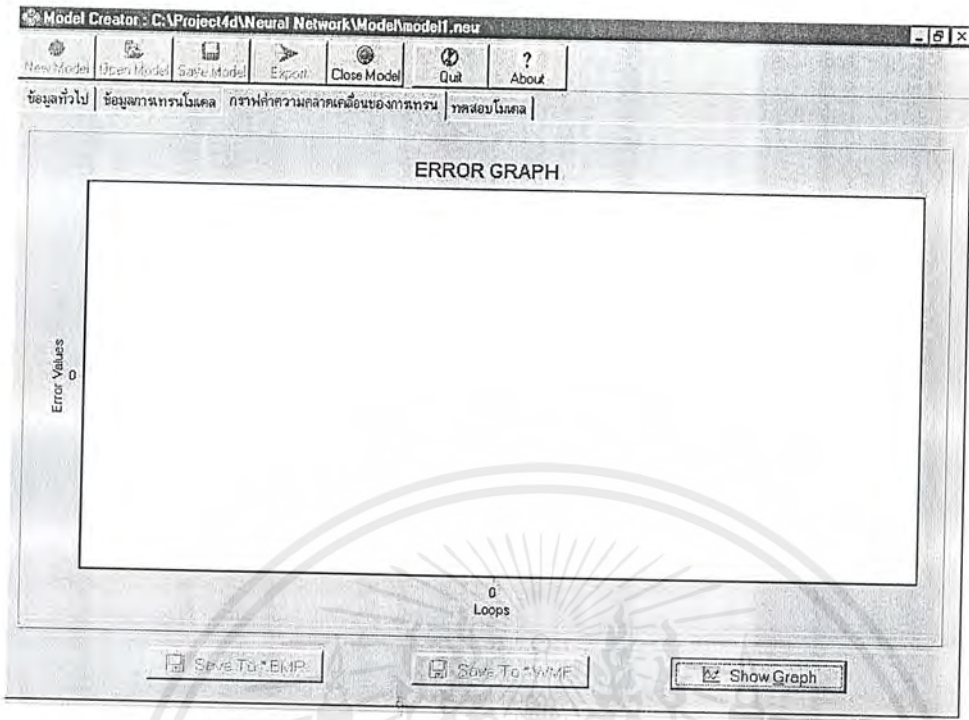 Model Creator : C:\Project4d\Neural Network\Model\model1.neu
New Model Open Model Save Model Export Close Model Quit About
ข้อมูลทั่วไป ข้อมูลการเทรนโมเดล กราฟค่าความคลาดเคลื่อนของการเทรน ทดสอบโมเดล
ERROR GRAPH
Error Values
0
0
Loops
Save To *.BMP Save To *.WMF Show Graph